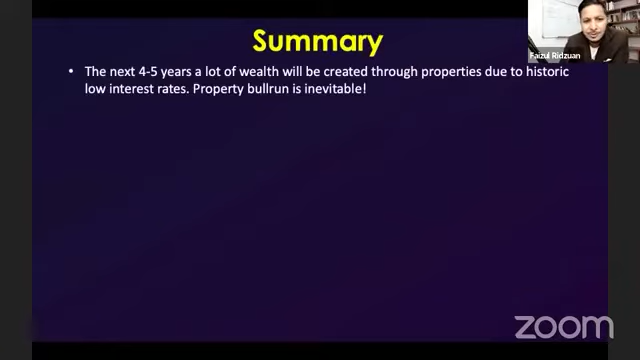 Summary
Faizul Ridzuan
• The next 4-5 years a lot of wealth will be created through properties due to historic
low interest rates. Property bullrun is inevitable!
zoom